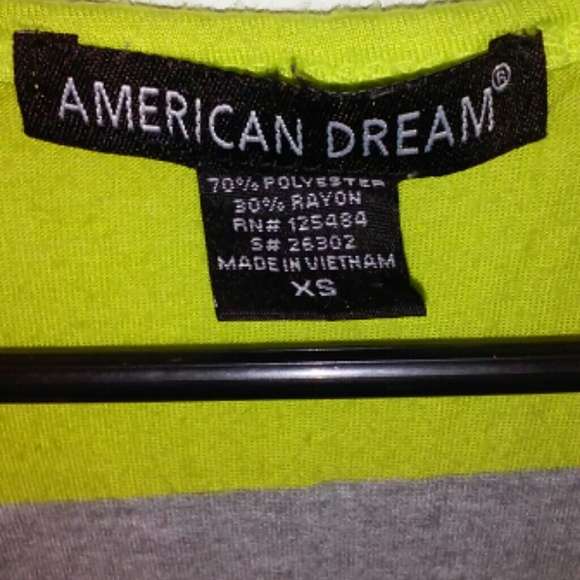 AMERICAN DREAM®
70% POLYESTER
30% RAYON
RN# 125484
S# 26302
MADE IN VIETNAM
XS